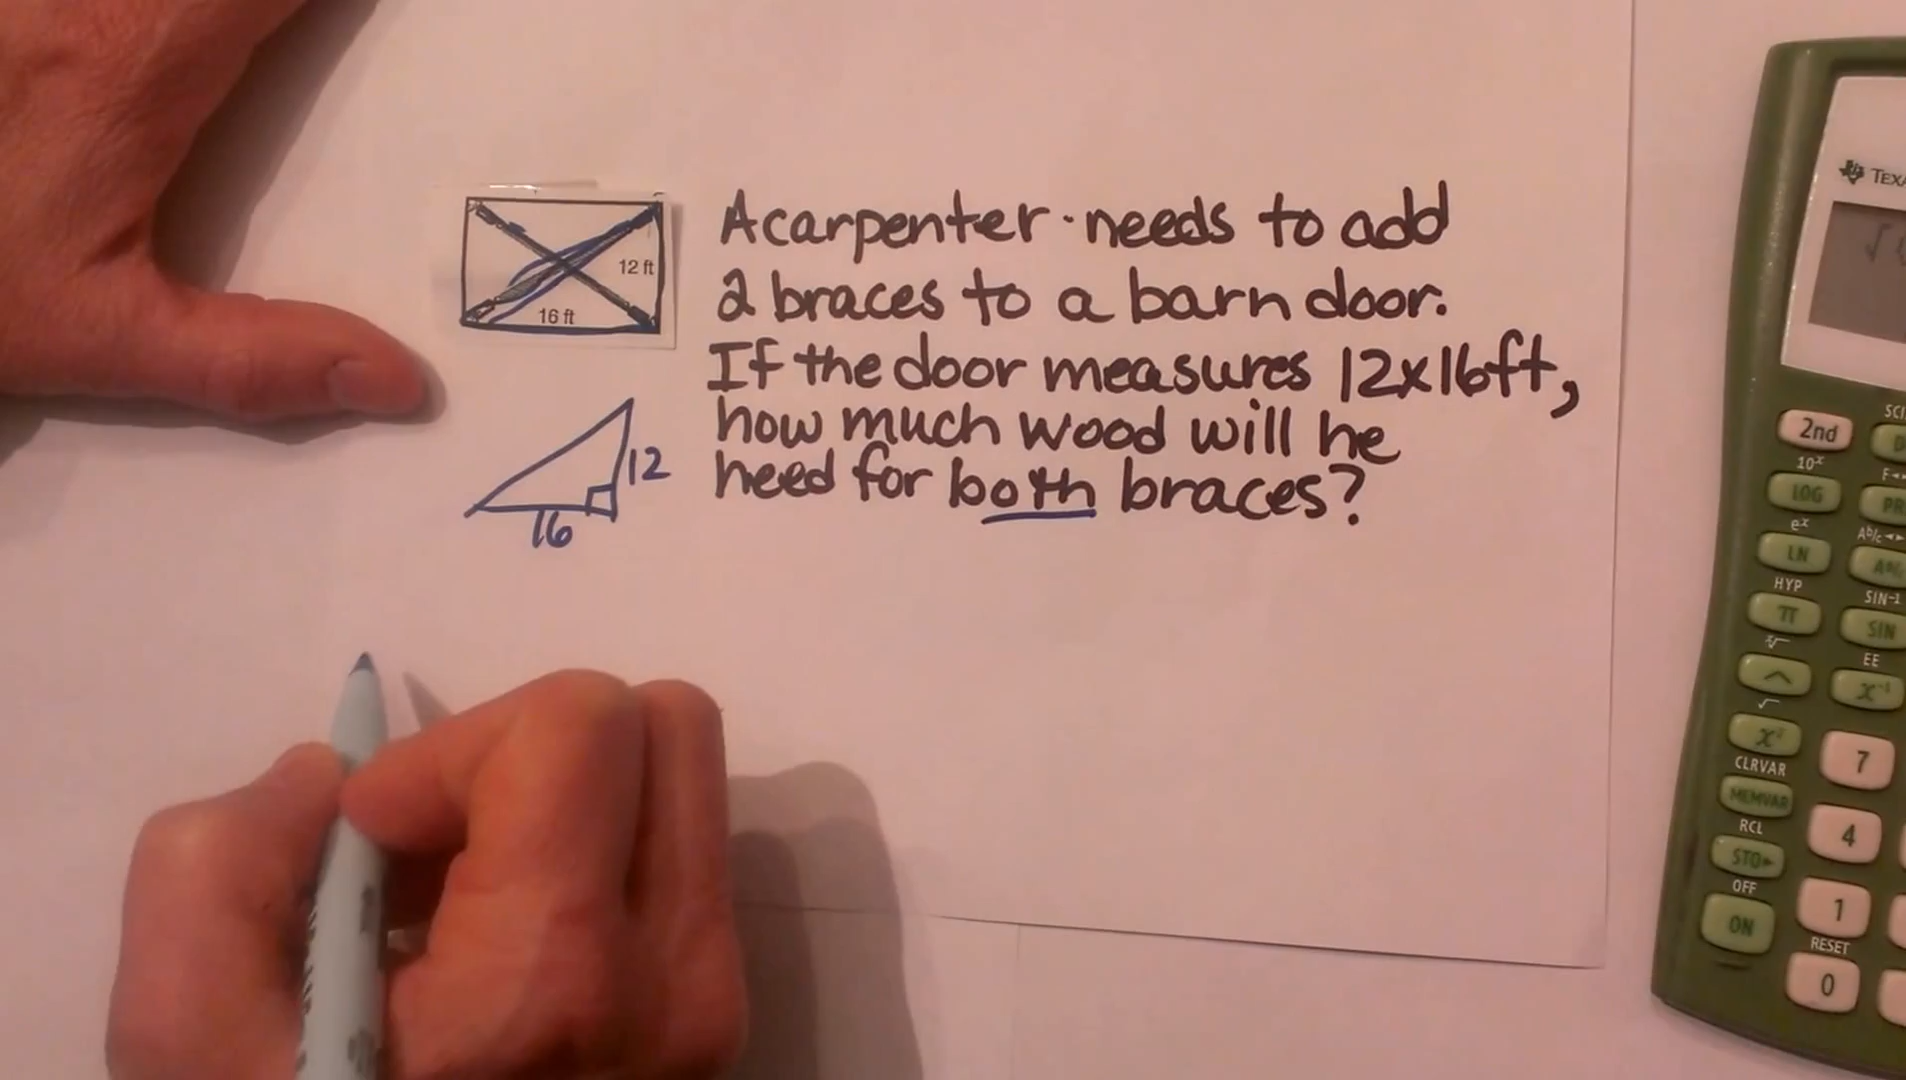 A carpenter needs to add
2 braces to a barn door.
If the door measures 12x16ft,
how much wood will he
need for both braces?
12 ft
16 ft
12
16
TEXA
2nd
10ˣ
LOG
eˣ
LN
Ab/c
HYP
π
SIN⁻¹
SIN
EE
^
x⁻¹
√
x²
7
CLRVAR
MEMVAR
4
RCL
STO►
OFF
1
ON
RESET
0